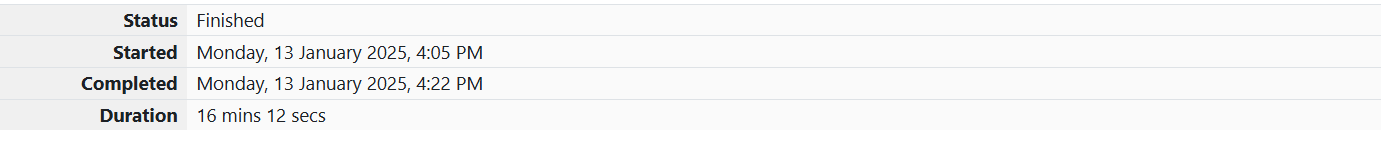 Status Finished
Started Monday, 13 January 2025, 4:05 PM
Completed Monday, 13 January 2025, 4:22 PM
Duration 16 mins 12 secs